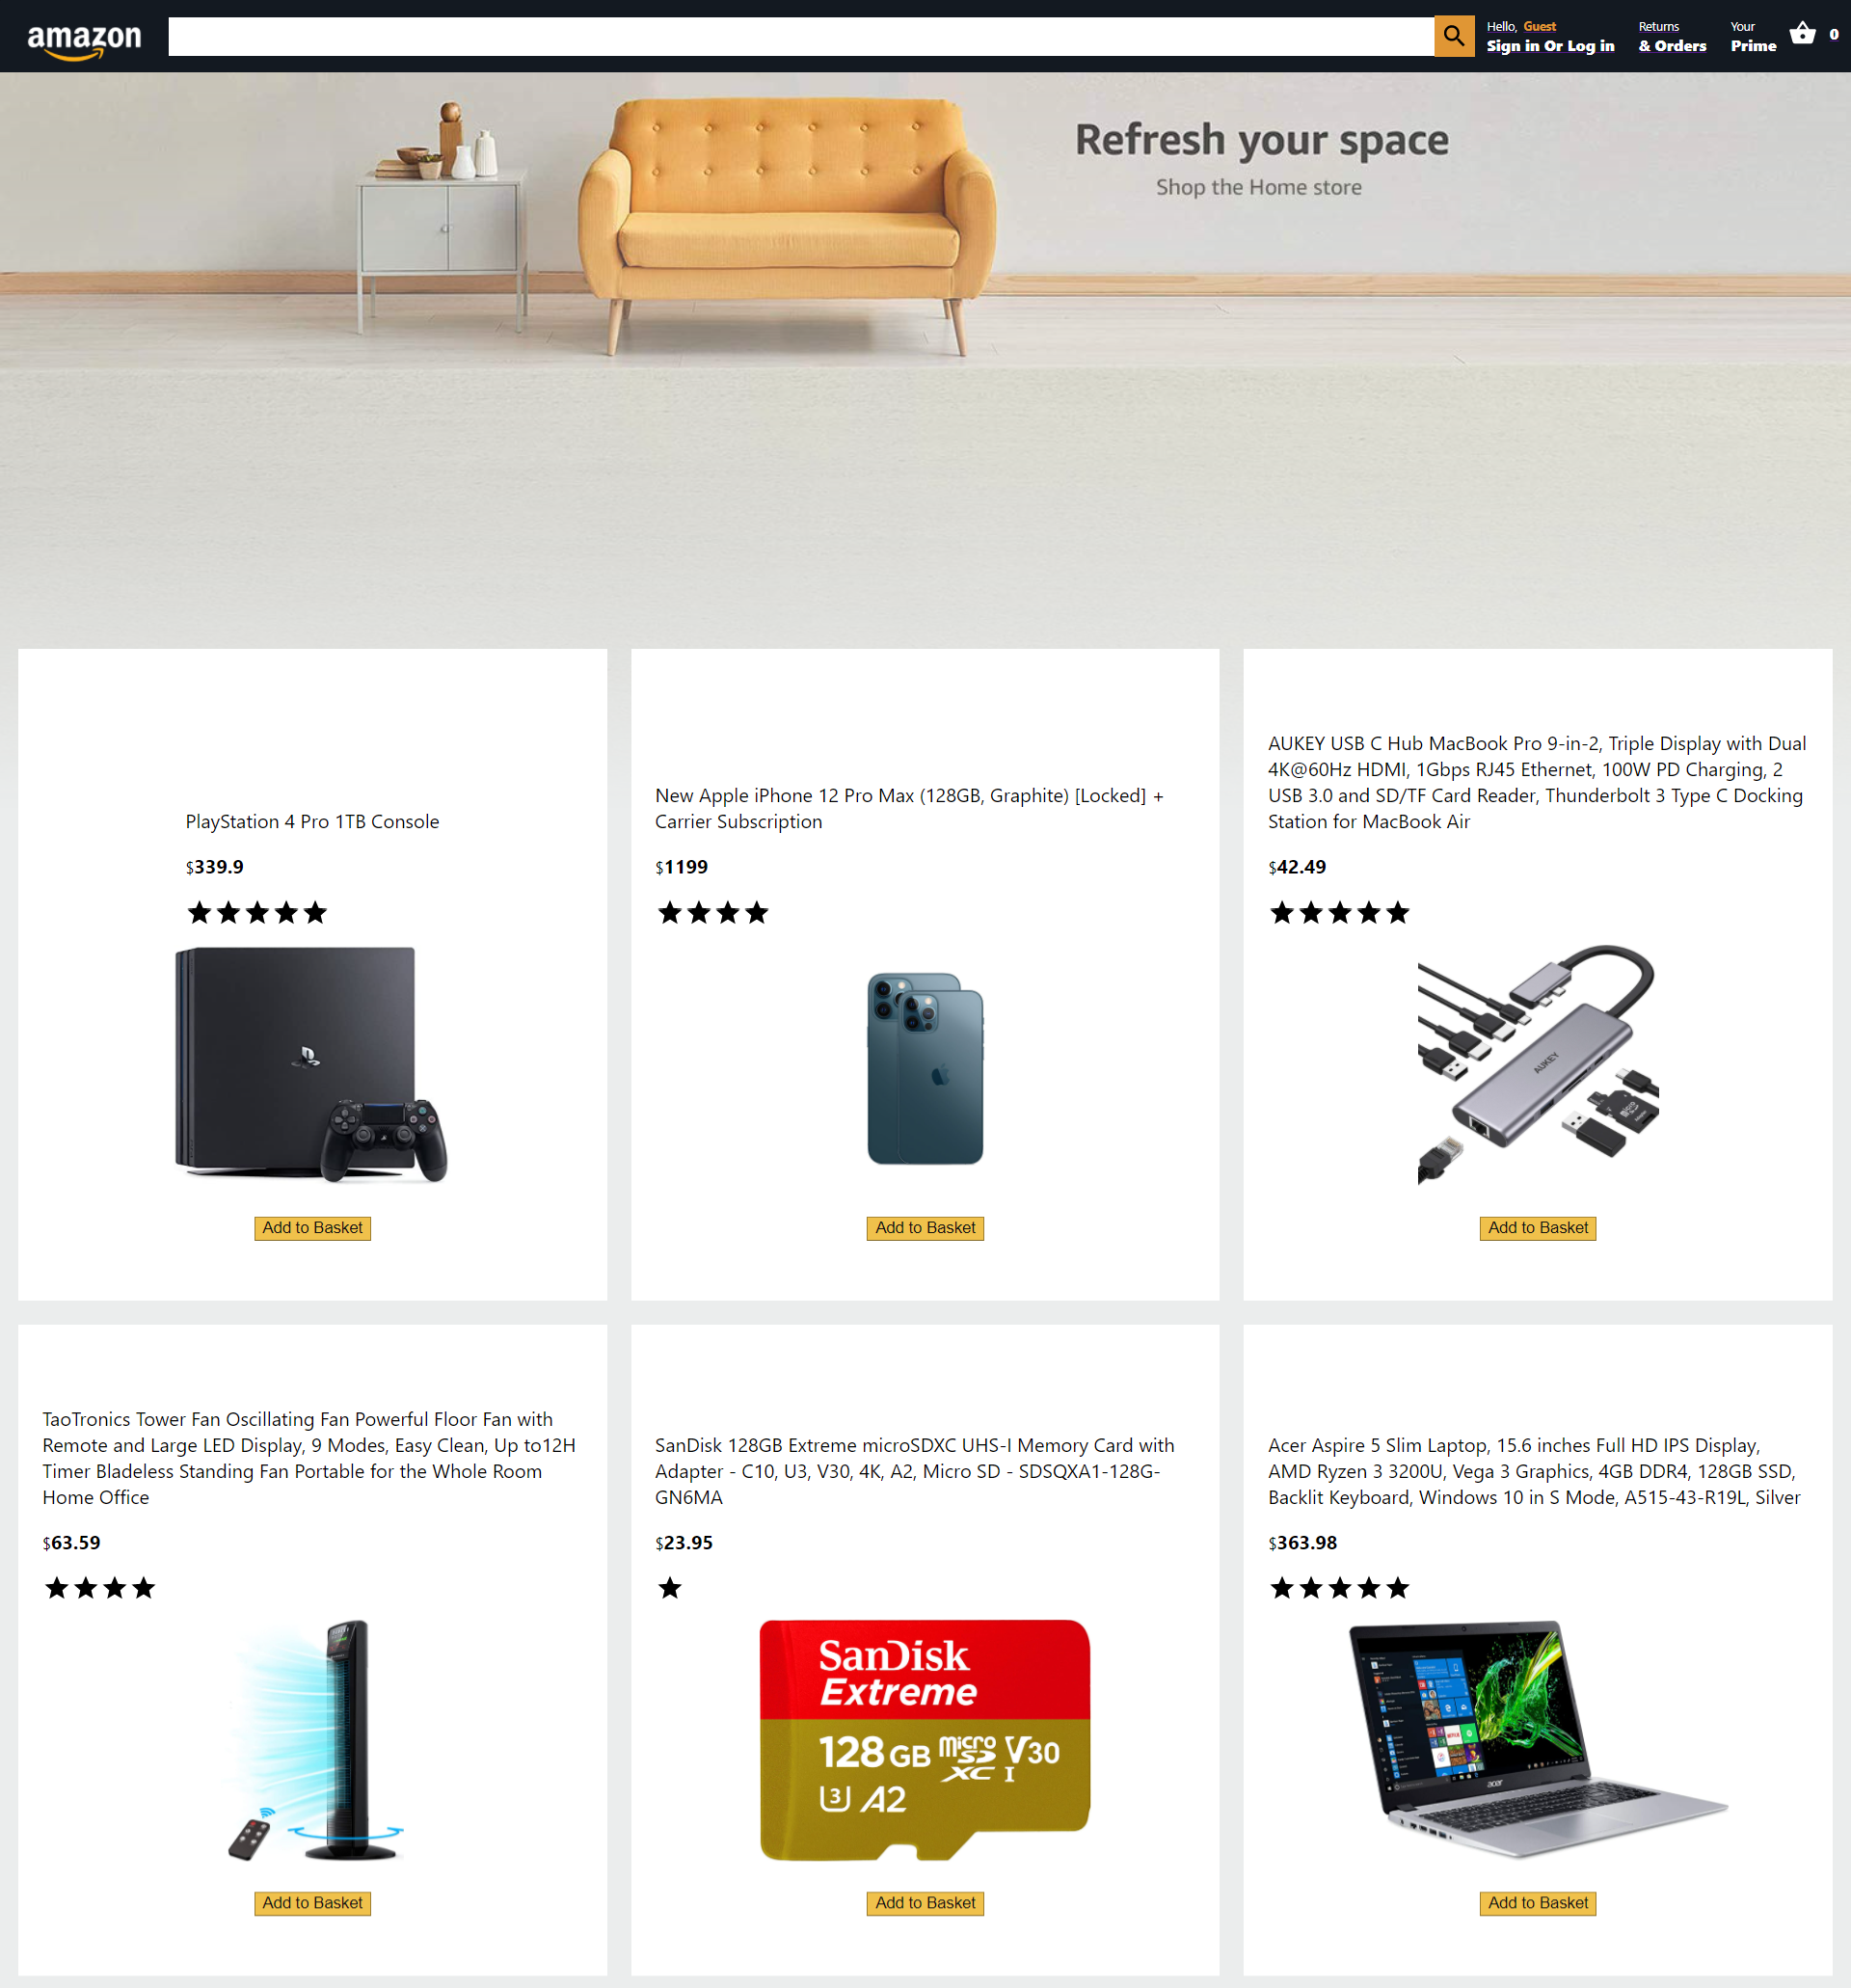 amazon
Hello, Guest
Sign in Or Log in
Returns
& Orders
Your
Prime
0
Refresh your space
Shop the Home store
PlayStation 4 Pro 1TB Console
$339.9
Add to Basket
New Apple iPhone 12 Pro Max (128GB, Graphite) [Locked] +
Carrier Subscription
$1199
Add to Basket
AUKEY USB C Hub MacBook Pro 9-in-2, Triple Display with Dual
4K@60Hz HDMI, 1Gbps RJ45 Ethernet, 100W PD Charging, 2
USB 3.0 and SD/TF Card Reader, Thunderbolt 3 Type C Docking
Station for MacBook Air
$42.49
AUKEY
Add to Basket
TaoTronics Tower Fan Oscillating Fan Powerful Floor Fan with
Remote and Large LED Display, 9 Modes, Easy Clean, Up to12H
Timer Bladeless Standing Fan Portable for the Whole Room
Home Office
$63.59
Add to Basket
SanDisk 128GB Extreme microSDXC UHS-I Memory Card with
Adapter - C10, U3, V30, 4K, A2, Micro SD - SDSQXA1-128G-
GN6MA
$23.95
SanDisk
Extreme
128GB micro SD XC I V30
3 A2
Add to Basket
Acer Aspire 5 Slim Laptop, 15.6 inches Full HD IPS Display,
AMD Ryzen 3 3200U, Vega 3 Graphics, 4GB DDR4, 128GB SSD,
Backlit Keyboard, Windows 10 in S Mode, A515-43-R19L, Silver
$363.98
acer
Add to Basket